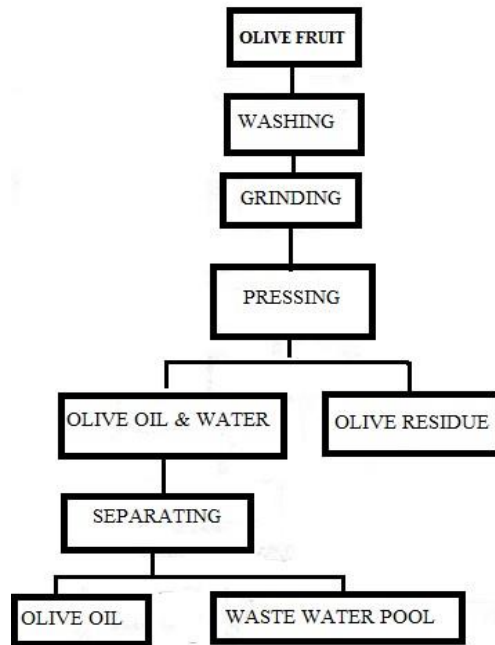 OLIVE FRUIT
WASHING
GRINDING
PRESSING
OLIVE OIL & WATER
OLIVE RESIDUE
SEPARATING
OLIVE OIL
WASTE WATER POOL